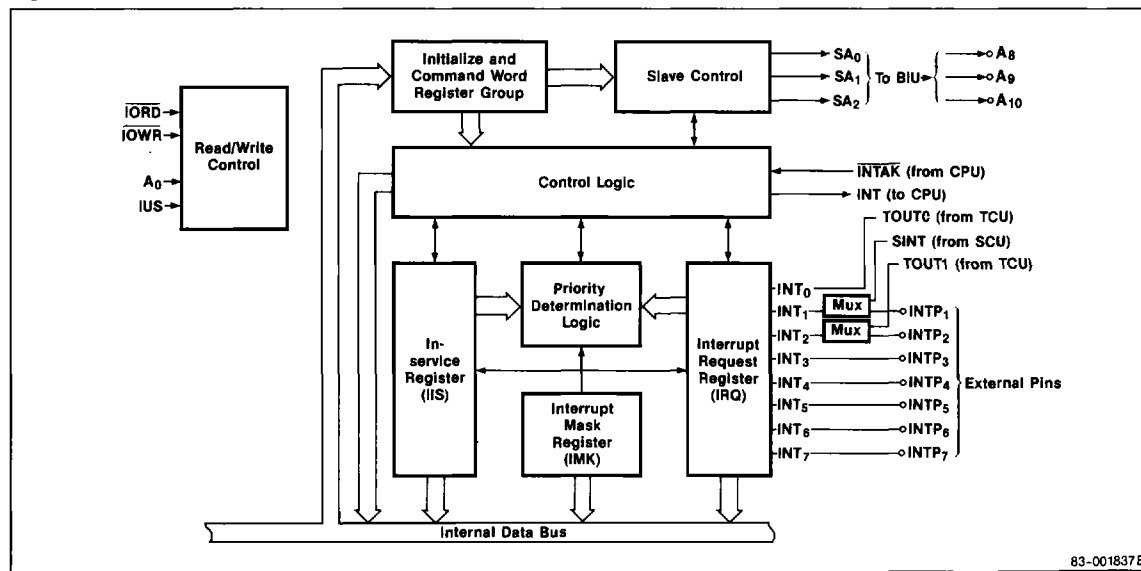 Initialize and
Command Word
Register Group
Slave Control
SA0
SA1
SA2
To BIU
A8
A9
A10
IORD
IOWR
A0
IUS
Read/Write
Control
Control Logic
INTAK (from CPU)
INT (to CPU)
TOUT0 (from TCU)
SINT (from SCU)
TOUT1 (from TCU)
In-
service
Register
(IIS)
Priority
Determination
Logic
Interrupt
Mask
Register
(IMK)
Interrupt
Request
Register
(IRQ)
INT0
INT1 Mux INTP1
INT2 Mux INTP2
INT3 INTP3
INT4 INTP4
INT5 INTP5
INT6 INTP6
INT7 INTP7
External Pins
Internal Data Bus